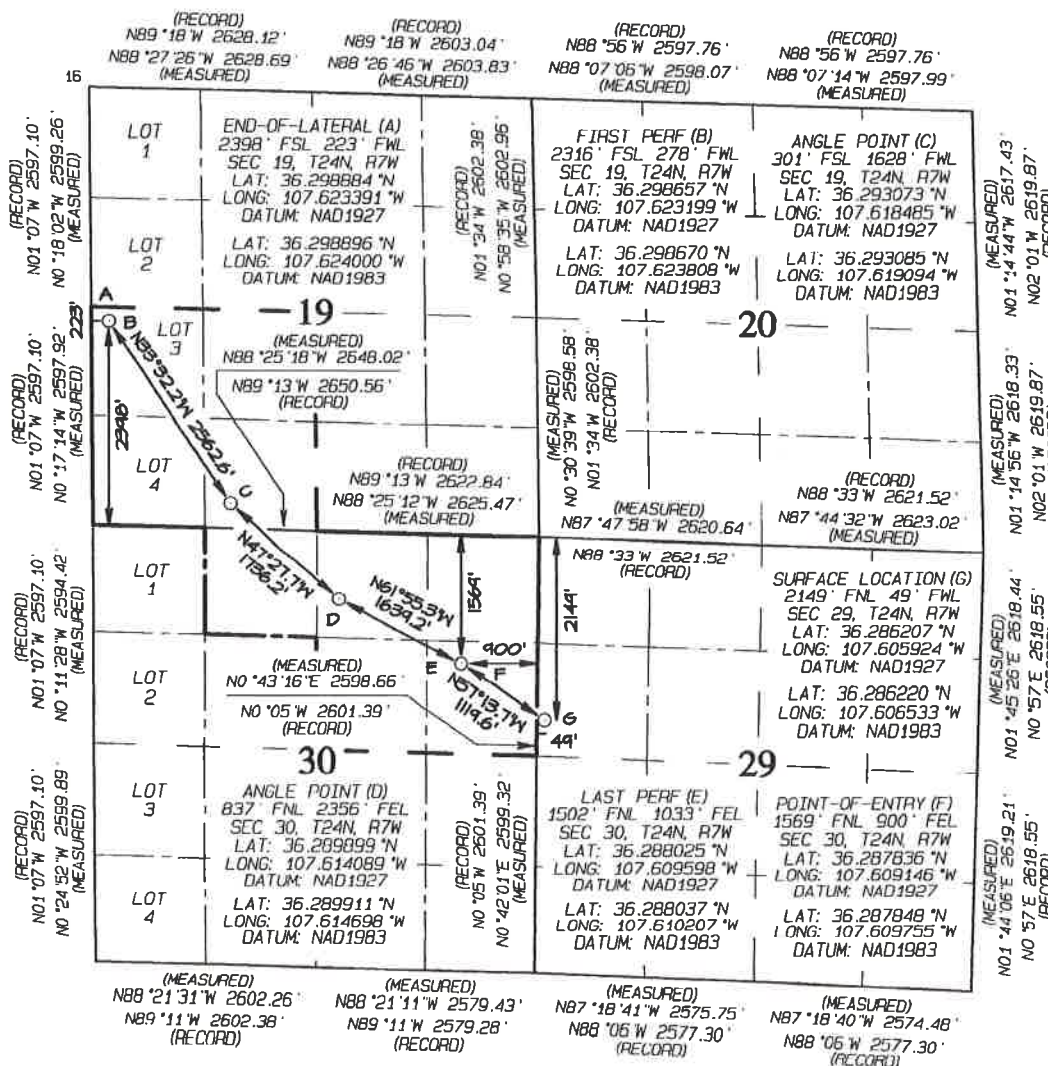 (RECORD)
N89°18'W 2628.12'
N88°27'26"W 2628.69'
(MEASURED)
(RECORD)
N89°18'W 2603.04'
N88°26'46"W 2603.83'
(MEASURED)
(RECORD)
N88°56'W 2597.76'
N88°07'06"W 2598.07'
(MEASURED)
(RECORD)
N88°56'W 2597.76'
N88°07'14"W 2597.99'
(MEASURED)
16
(RECORD)
N01°07'W 2597.10'
N0°18'02"W 2599.26'
(MEASURED)
LOT
1
LOT
2
END-OF-LATERAL (A)
2398' FSL 223' FWL
SEC 19, T24N, R7W
LAT: 36.298884°N
LONG: 107.623391°W
DATUM: NAD1927
LAT: 36.298896°N
LONG: 107.624000°W
DATUM: NAD1983
(RECORD)
N01°34'W 2602.38'
N0°58'35"W 2602.96'
(MEASURED)
FIRST PERF (B)
2316' FSL 278' FWL
SEC 19, T24N, R7W
LAT: 36.298657°N
LONG: 107.623199°W
DATUM: NAD1927
LAT: 36.298670°N
LONG: 107.623808°W
DATUM: NAD1983
ANGLE POINT (C)
301' FSL 1628' FWL
SEC 19, T24N, R7W
LAT: 36.293073°N
LONG: 107.618485°W
DATUM: NAD1927
LAT: 36.293085°N
LONG: 107.619094°W
DATUM: NAD1983
(MEASURED)
N01°14'44"W 2617.43'
N02°01'W 2619.87'
(RECORD)
A
223'
B
LOT
3
19
20
(RECORD)
N01°07'W 2597.10'
N0°17'14"W 2597.92'
(MEASURED)
2398'
N33°52.2'W 2562.6'
(MEASURED)
N88°25'18"W 2648.02'
N89°13'W 2650.56'
(RECORD)
LOT
4
C
(MEASURED)
N0°30'39"W 2598.58'
N01°34'W 2602.38'
(RECORD)
(RECORD)
N89°13'W 2622.84'
N88°25'12"W 2625.47'
(MEASURED)
(MEASURED)
N87°47'58"W 2620.64'
N88°33'W 2621.52'
(RECORD)
(RECORD)
N88°33'W 2621.52'
N87°44'32"W 2623.02'
(MEASURED)
(MEASURED)
N01°14'56"W 2618.33'
N02°01'W 2619.87'
(RECORD)
N01°07'W 2597.10'
N0°11'28"W 2594.42'
(MEASURED)
LOT
1
LOT
2
N47°27.7'W
1736.2'
D
N61°55.3'W
1639.2'
1569'
900'
2149'
E
F
G
49'
N57°13.7'W
1119.6'
(MEASURED)
N0°43'16"E 2598.66'
N0°05'W 2601.39'
(RECORD)
SURFACE LOCATION (G)
2149' FNL 49' FWL
SEC 29, T24N, R7W
LAT: 36.286207°N
LONG: 107.605924°W
DATUM: NAD1927
LAT: 36.286220°N
LONG: 107.606533°W
DATUM: NAD1983
(MEASURED)
N01°45'26"E 2618.44'
N0°57'E 2618.55'
30
29
(RECORD)
N01°07'W 2597.10'
N0°24'52"W 2599.89'
(MEASURED)
LOT
3
LOT
4
ANGLE POINT (D)
837' FNL 2356' FEL
SEC 30, T24N, R7W
LAT: 36.289899°N
LONG: 107.614089°W
DATUM: NAD1927
LAT: 36.289911°N
LONG: 107.614698°W
DATUM: NAD1983
(RECORD)
N0°05'W 2601.39'
N0°42'01"E 2599.32'
(MEASURED)
LAST PERF (E)
1502' FNL 1033' FEL
SEC 30, T24N, R7W
LAT: 36.288025°N
LONG: 107.609598°W
DATUM: NAD1927
LAT: 36.288037°N
LONG: 107.610207°W
DATUM: NAD1983
POINT-OF-ENTRY (F)
1569' FNL 900' FEL
SEC 30, T24N, R7W
LAT: 36.287836°N
LONG: 107.609146°W
DATUM: NAD1927
LAT: 36.287848°N
LONG: 107.609755°W
DATUM: NAD1983
(MEASURED)
N01°44'06"E 2619.21'
N0°57'E 2618.55'
(RECORD)
(MEASURED)
N88°21'31"W 2602.26'
N89°11'W 2602.38'
(RECORD)
(MEASURED)
N88°21'11"W 2579.43'
N89°11'W 2579.28'
(RECORD)
(MEASURED)
N87°18'41"W 2575.75'
N88°06'W 2577.30'
(RECORD)
(MEASURED)
N87°18'40"W 2574.48'
N88°06'W 2577.30'
(RECORD)